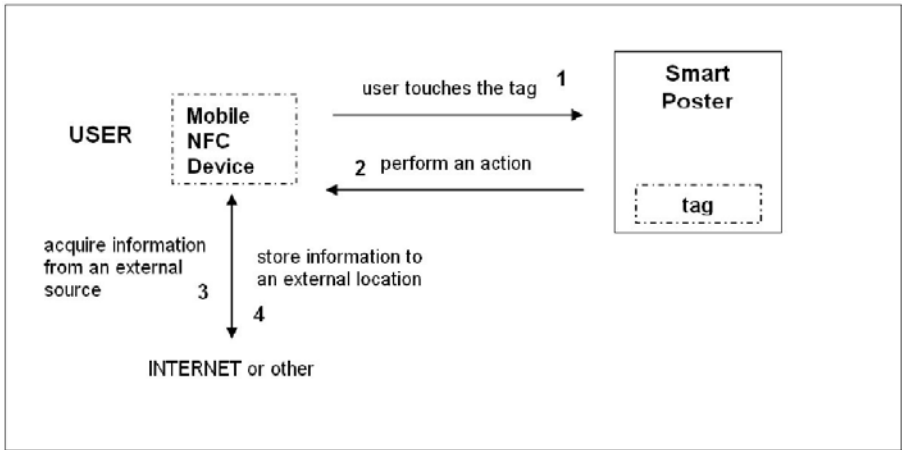 user touches the tag 1
Smart
Poster
USER
Mobile
NFC
Device
2 perform an action
tag
acquire information
from an external
source 3
store information to
an external location
4
INTERNET or other